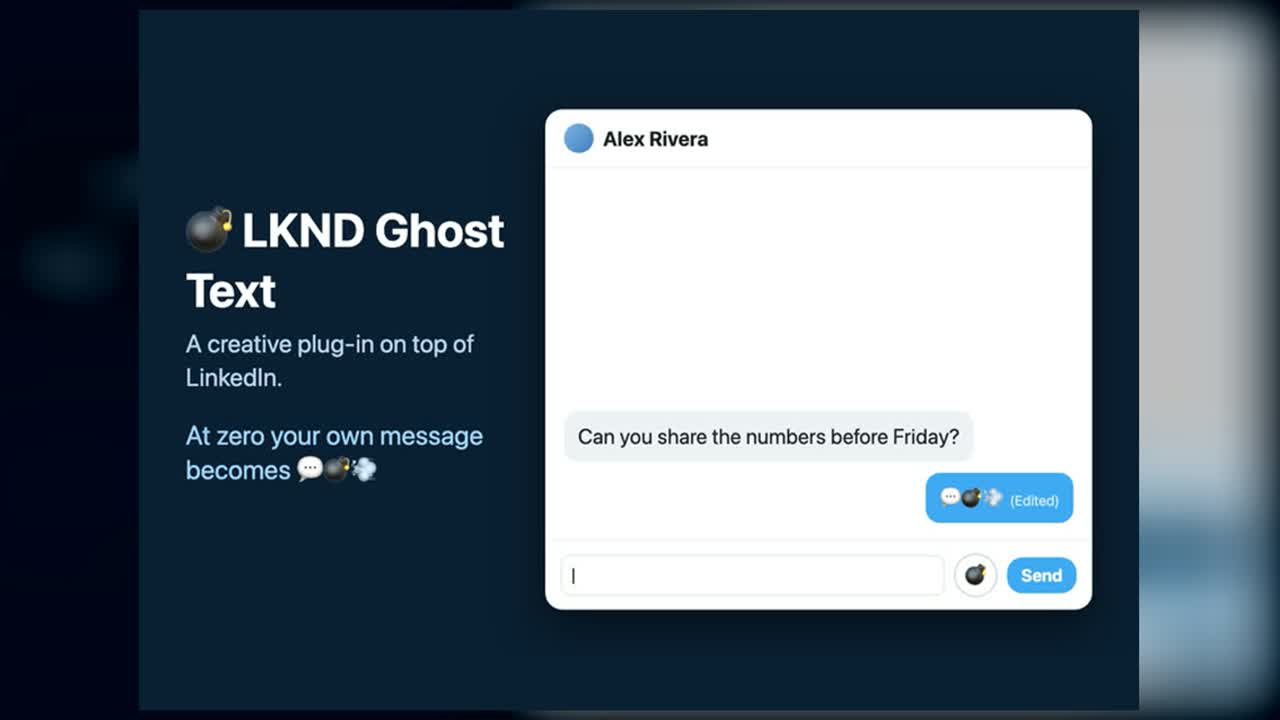 💣 LKND Ghost
Text
A creative plug-in on top of
LinkedIn.
At zero your own message
becomes 💬💣💨
Alex Rivera
Can you share the numbers before Friday?
💬💣💨 (Edited)
Send